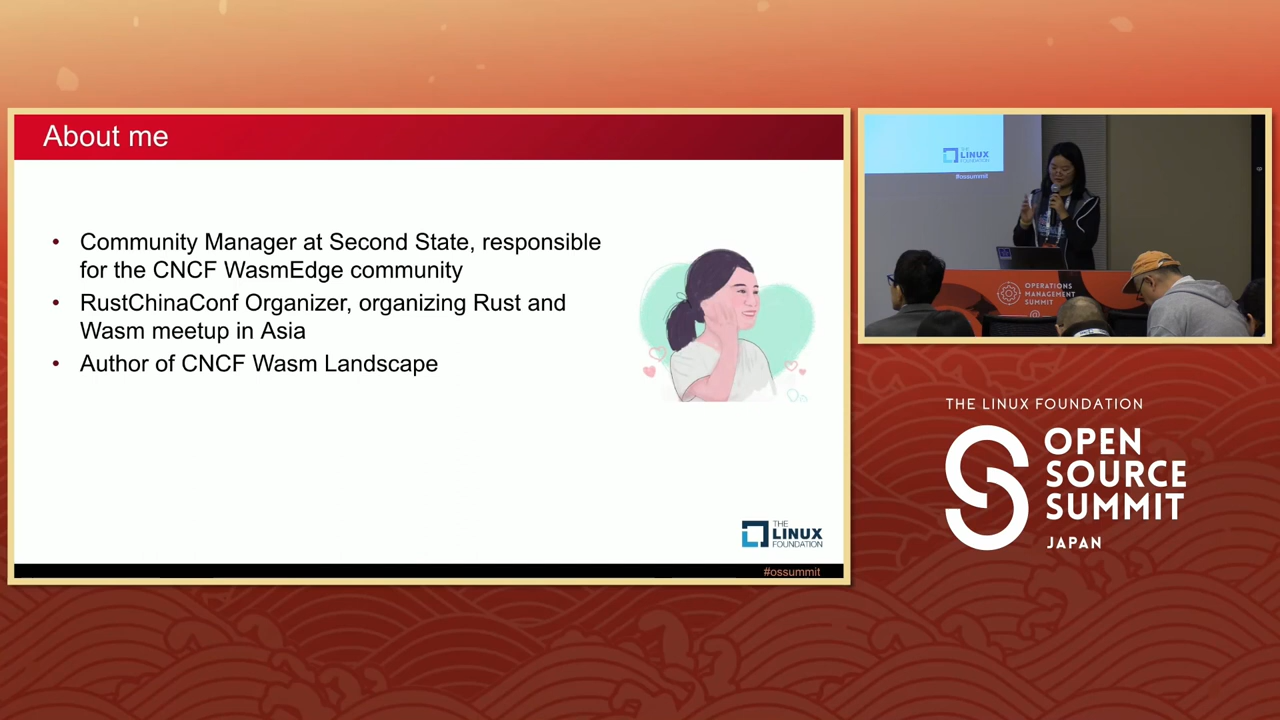 About me
• Community Manager at Second State, responsible
for the CNCF WasmEdge community
• RustChinaConf Organizer, organizing Rust and
Wasm meetup in Asia
• Author of CNCF Wasm Landscape
THE
LINUX
FOUNDATION
#ossummit
THE
LINUX
FOUNDATION
#ossummit
OPERATIONS
MANAGEMENT
SUMMIT
THE LINUX FOUNDATION
OPEN
SOURCE
SUMMIT
JAPAN